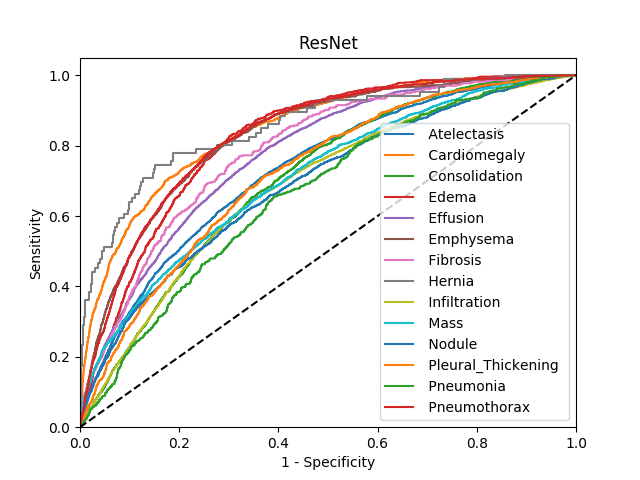 ResNet
1.0
0.8
0.6
0.4
0.2
0.0
Sensitivity
Atelectasis
Cardiomegaly
Consolidation
Edema
Effusion
Emphysema
Fibrosis
Hernia
Infiltration
Mass
Nodule
Pleural_Thickening
Pneumonia
Pneumothorax
0.0 0.2 0.4 0.6 0.8 1.0
1 - Specificity